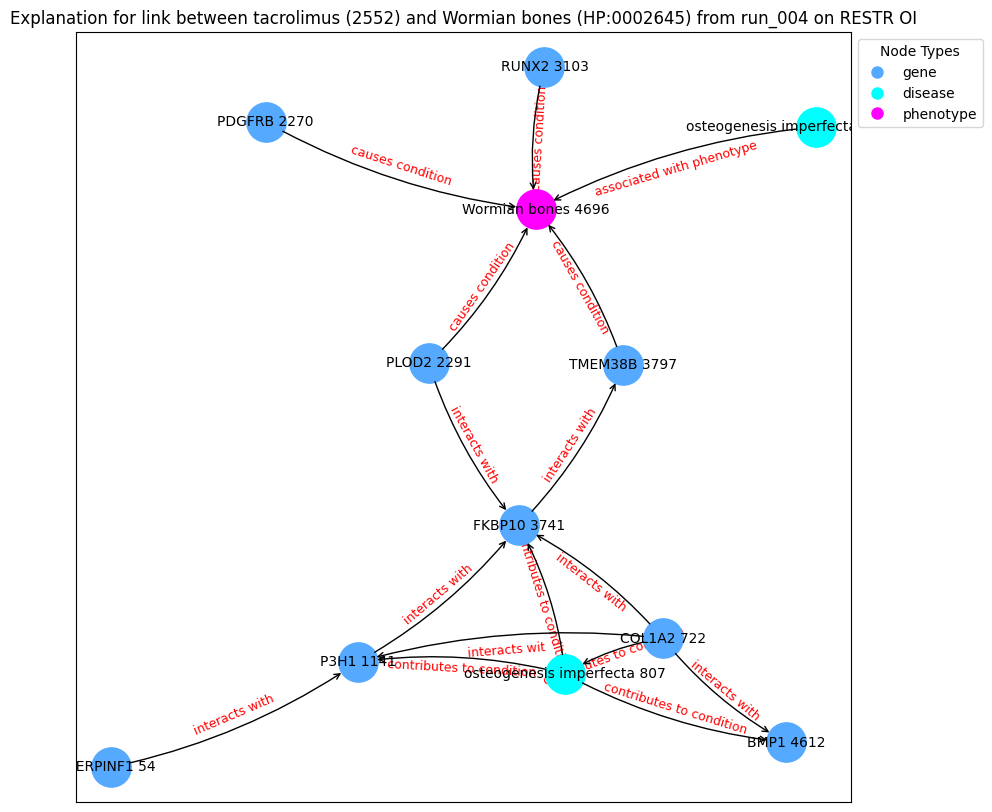 Explanation for link between tacrolimus (2552) and Wormian bones (HP:0002645) from run_004 on RESTR OI
Node Types
gene
disease
phenotype
RUNX2 3103
PDGFRB 2270
osteogenesis imperfecta
causes condition
causes condition
associated with phenotype
Wormian bones 4696
causes condition
causes condition
PLOD2 2291
TMEM38B 3797
interacts with
interacts with
FKBP10 3741
interacts with
ntributes to condit
interacts with
COL1A2 722
interacts wit
P3H1 1141
contributes to condition
utes to co
osteogenesis imperfecta 807
interacts with
contributes to condition
interacts with
BMP1 4612
ERPINF1 54